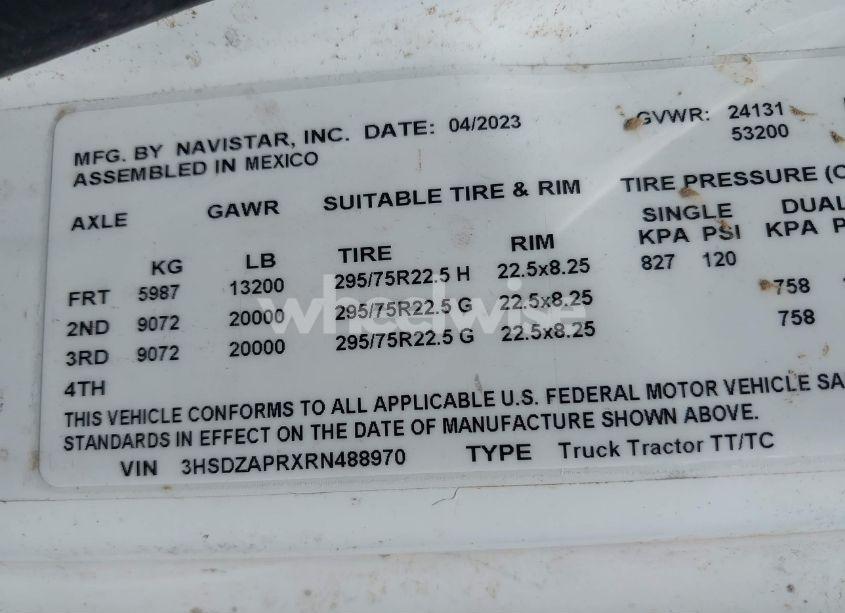 MFG. BY NAVISTAR, INC. DATE: 04/2023 GVWR: 24131
ASSEMBLED IN MEXICO 53200
AXLE GAWR SUITABLE TIRE & RIM TIRE PRESSURE (C
SINGLE DUAL
KG LB TIRE RIM KPA PSI KPA P
FRT 5987 13200 295/75R22.5 H 22.5x8.25 827 120
2ND 9072 20000 295/75R22.5 G 22.5x8.25 758
3RD 9072 20000 295/75R22.5 G 22.5x8.25 758
4TH
THIS VEHICLE CONFORMS TO ALL APPLICABLE U.S. FEDERAL MOTOR VEHICLE SA
STANDARDS IN EFFECT ON THE DATE OF MANUFACTURE SHOWN ABOVE.
VIN 3HSDZAPRXRN488970 TYPE Truck Tractor TT/TC
wheelwise